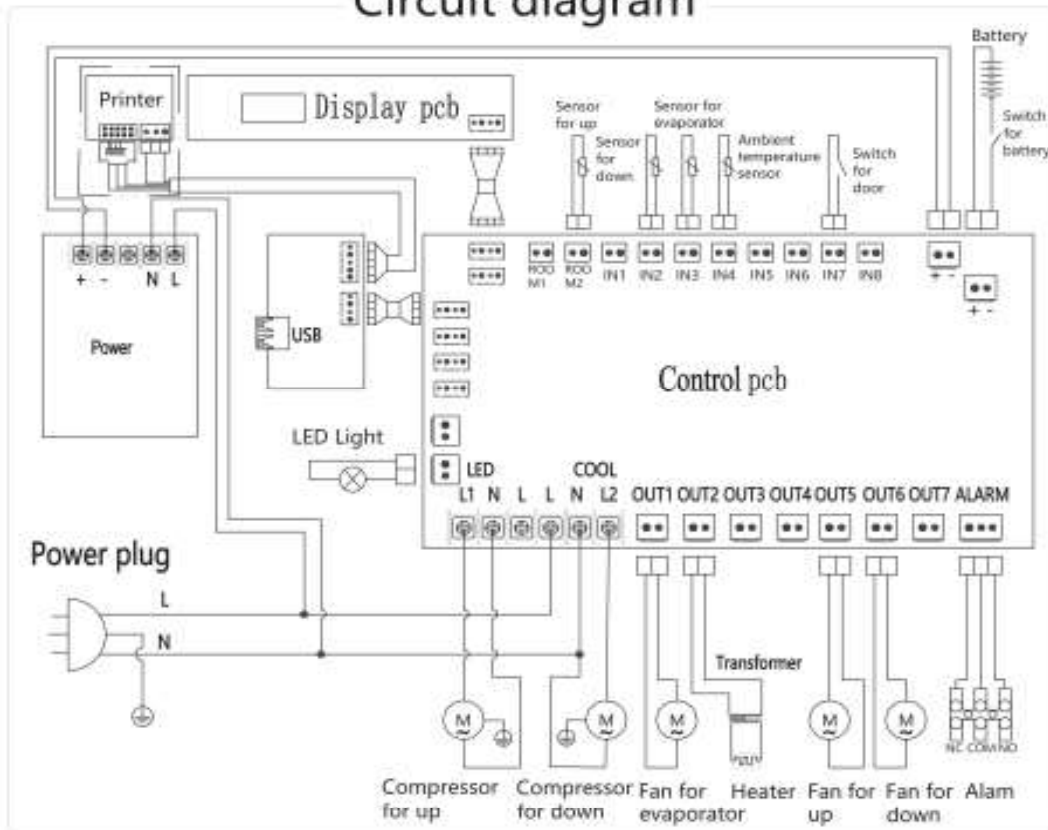 Circuit diagram
Battery
Switch
for
battery
Printer
Display pcb
Sensor
for up
Sensor
for
down
Sensor for
evaporator
Ambient
temperature
sensor
Switch
for
door
+ - N L
Power
USB
ROO
M1
ROO
M2
IN1 IN2 IN3 IN4 IN5 IN6 IN7 IN8
+ -
+ -
Control pcb
LED Light
LED
COOL
L1 N L L N L2 OUT1 OUT2 OUT3 OUT4 OUT5 OUT6 OUT7 ALARM
Power plug
L
N
Transformer
M
~
M
~
M
~
M
~
M
~
NC COM NO
Compressor
for up
Compressor
for down
Fan for
evaporator
Heater
Fan for
up
Fan for
down
Alam